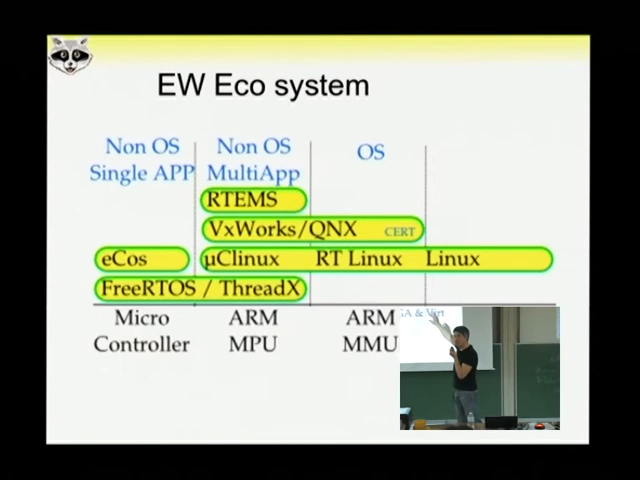 EW Eco system
Non OS Non OS OS
Single APP MultiApp
RTEMS
VxWorks/QNX CERT
eCos µClinux RT Linux Linux
FreeRTOS / ThreadX
Micro ARM ARM
Controller MPU MMU
& Virt